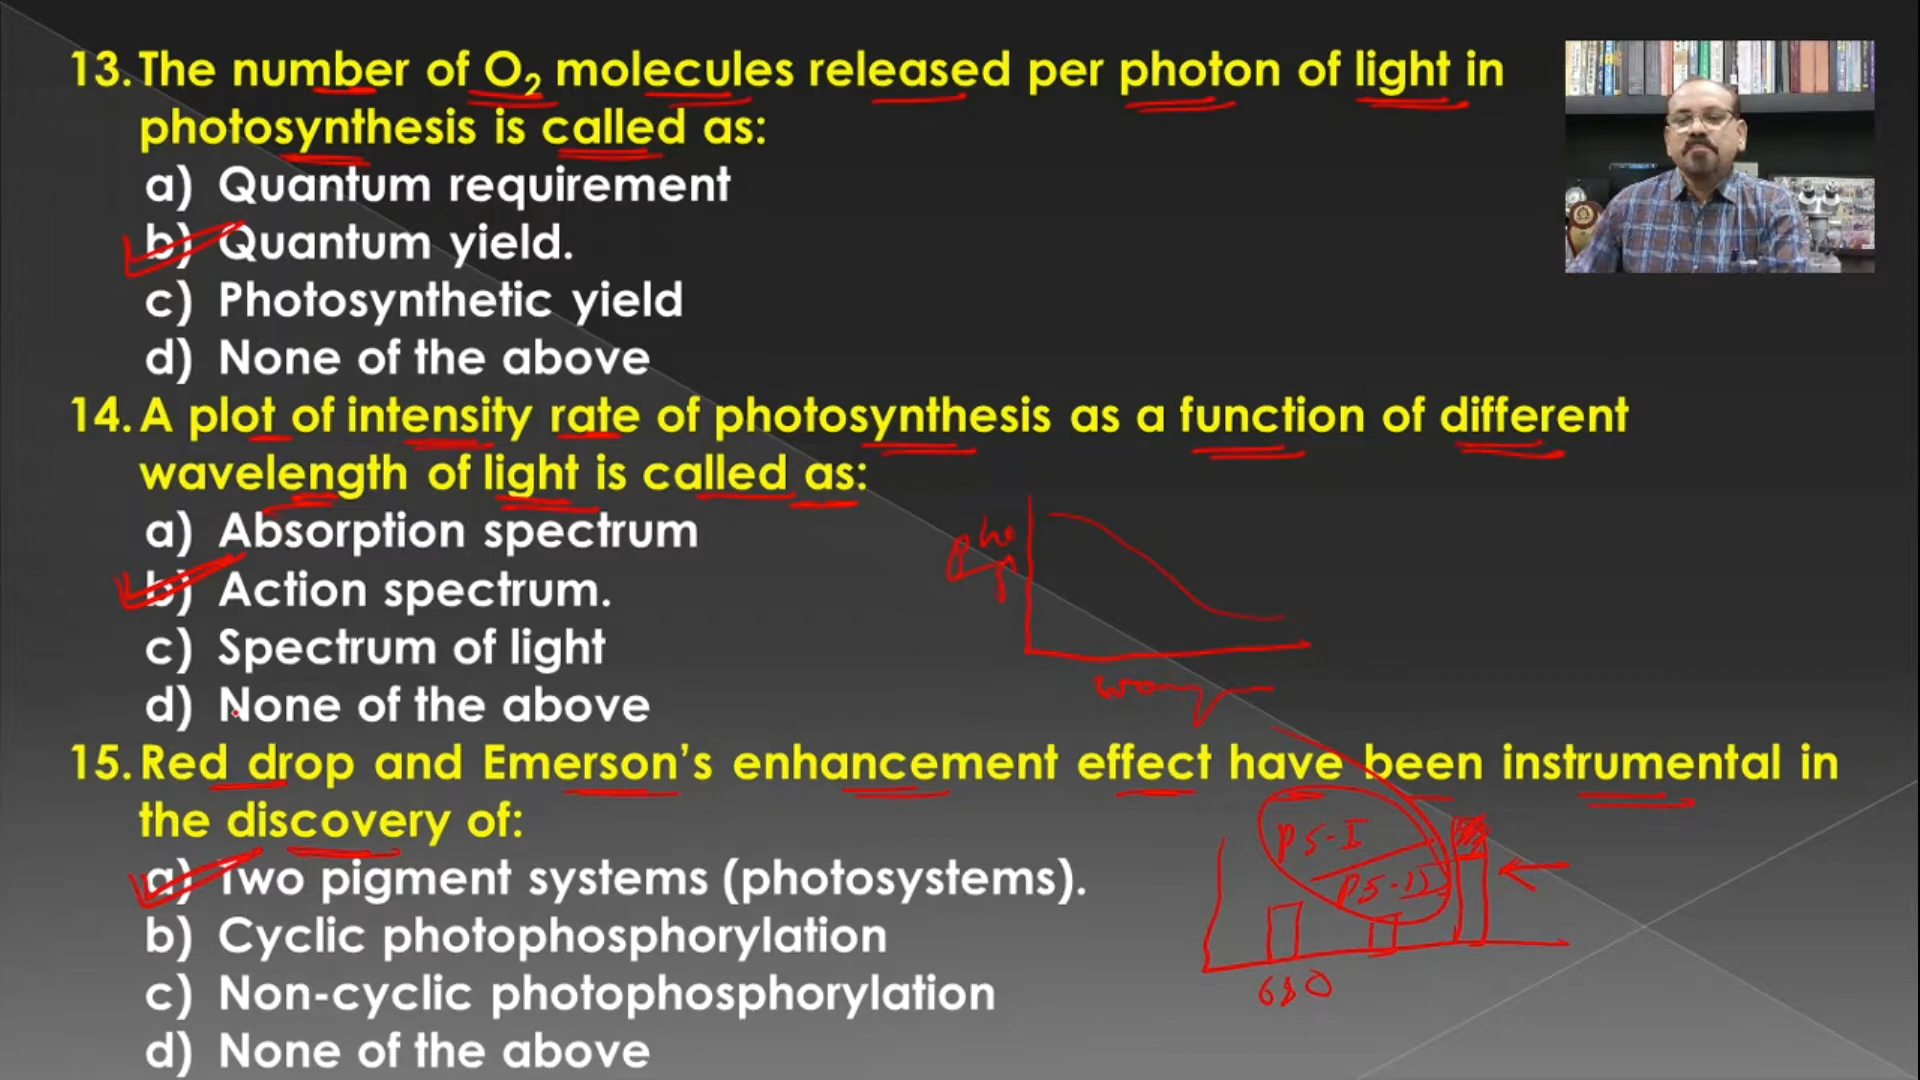 13. The number of O2 molecules released per photon of light in
photosynthesis is called as:
a) Quantum requirement
b) Quantum yield.
c) Photosynthetic yield
d) None of the above
14. A plot of intensity rate of photosynthesis as a function of different
wavelength of light is called as:
a) Absorption spectrum
b) Action spectrum.
c) Spectrum of light
d) None of the above
15. Red drop and Emerson’s enhancement effect have been instrumental in
the discovery of:
a) Two pigment systems (photosystems).
b) Cyclic photophosphorylation
c) Non-cyclic photophosphorylation
d) None of the above
PS-I
PS-II
680